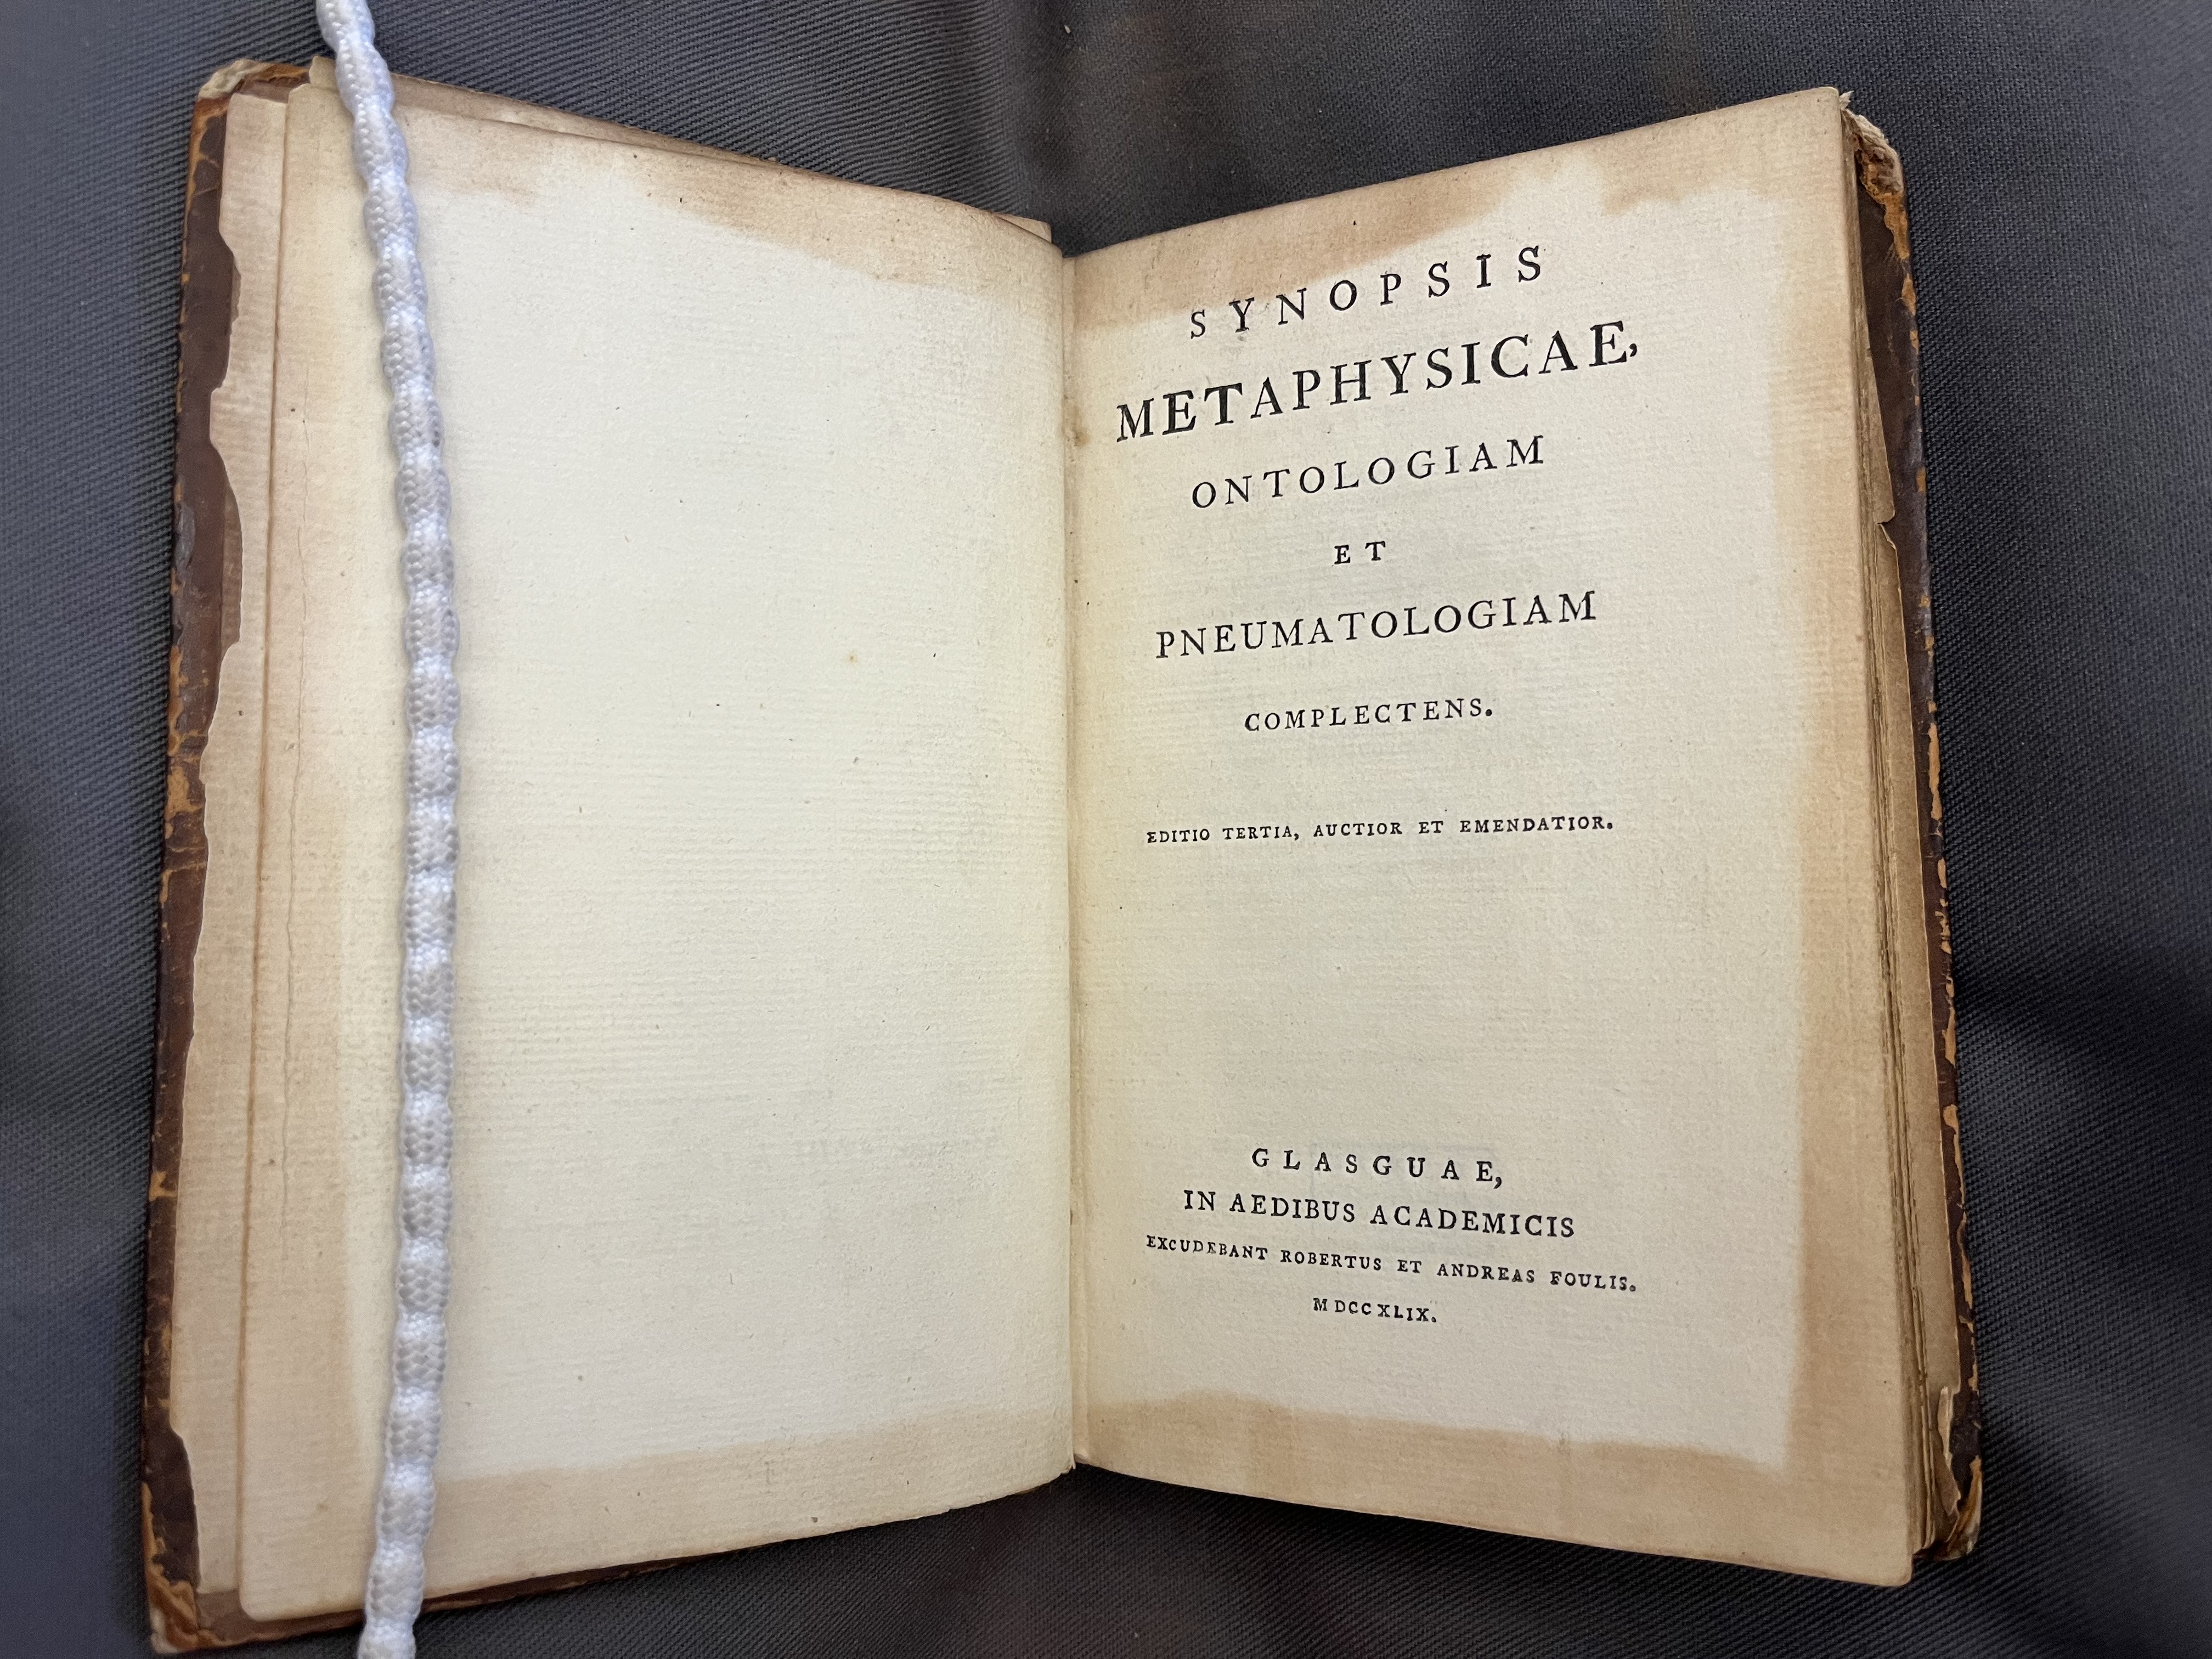 SYNOPSIS
METAPHYSICAE,
ONTOLOGIAM
ET
PNEUMATOLOGIAM
COMPLECTENS.
EDITIO TERTIA, AUCTIOR ET EMENDATIOR.
GLASGUAE,
IN AEDIBUS ACADEMICIS
EXCUDEBANT ROBERTUS ET ANDREAS FOULIS.
MDCCXLIX.